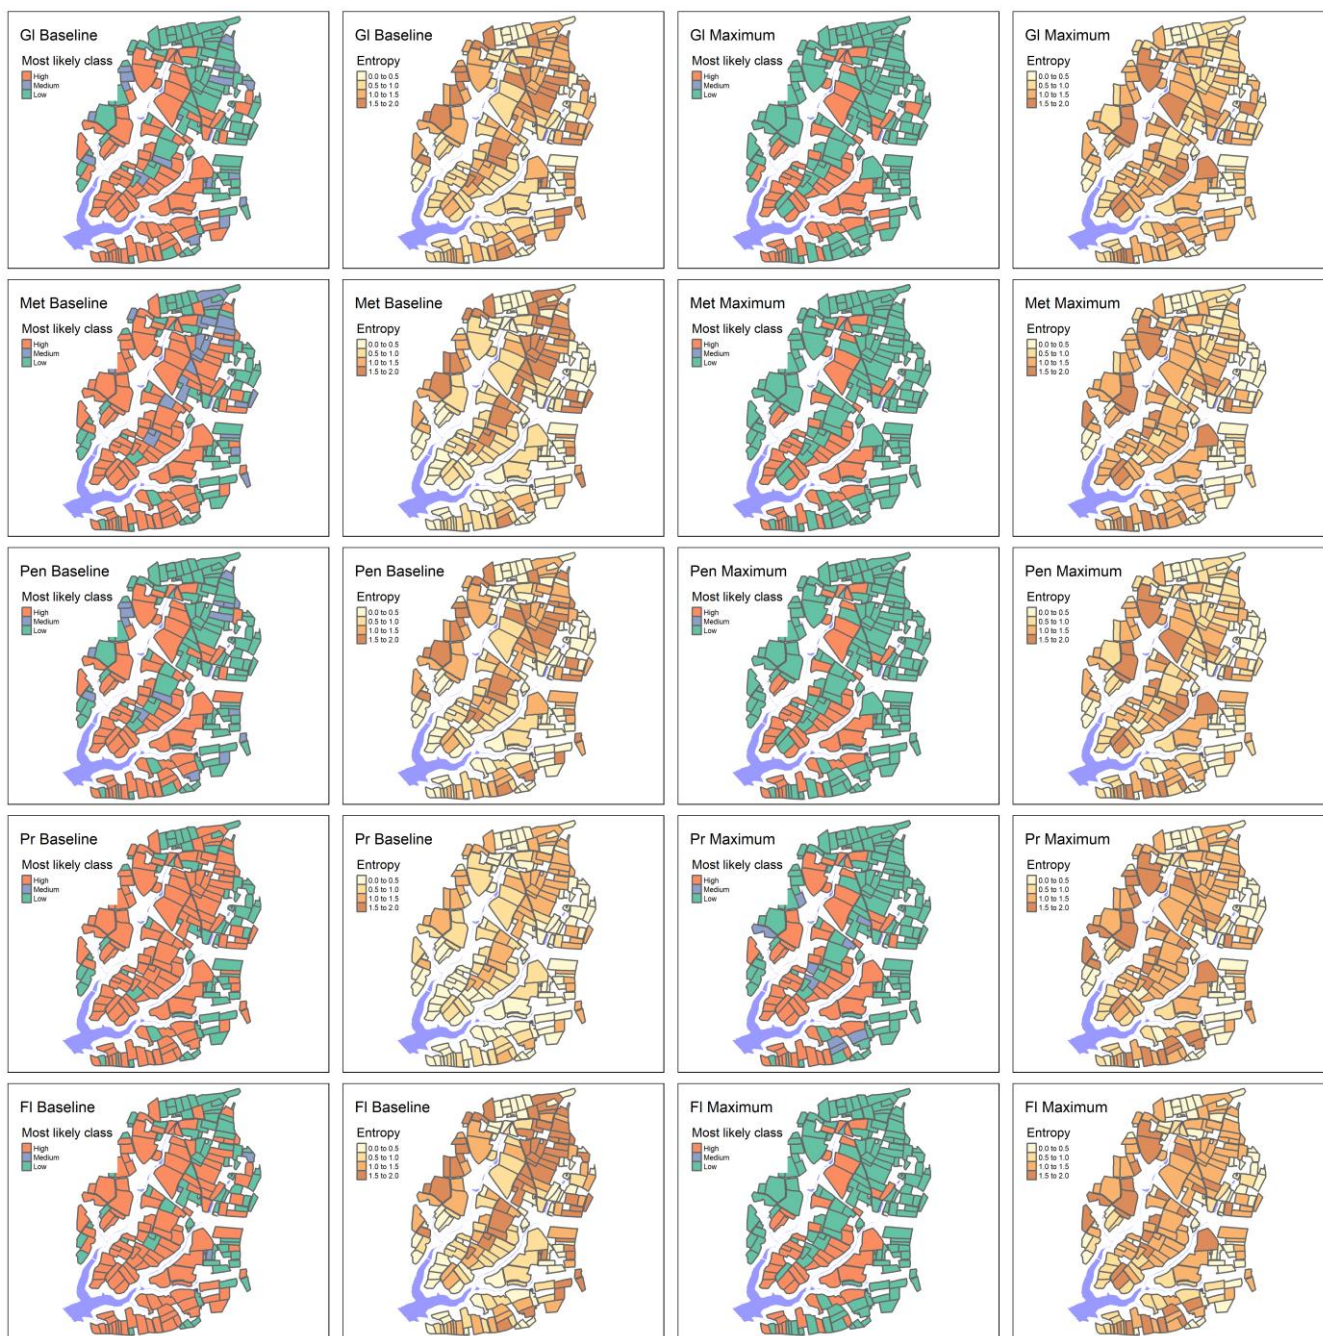 Gl Baseline
Most likely class
High
Medium
Low
Gl Baseline
Entropy
0.0 to 0.5
0.5 to 1.0
1.0 to 1.5
1.5 to 2.0
Gl Maximum
Most likely class
High
Medium
Low
Gl Maximum
Entropy
0.0 to 0.5
0.5 to 1.0
1.0 to 1.5
1.5 to 2.0
Met Baseline
Most likely class
High
Medium
Low
Met Baseline
Entropy
0.0 to 0.5
0.5 to 1.0
1.0 to 1.5
1.5 to 2.0
Met Maximum
Most likely class
High
Medium
Low
Met Maximum
Entropy
0.0 to 0.5
0.5 to 1.0
1.0 to 1.5
1.5 to 2.0
Pen Baseline
Most likely class
High
Medium
Low
Pen Baseline
Entropy
0.0 to 0.5
0.5 to 1.0
1.0 to 1.5
1.5 to 2.0
Pen Maximum
Most likely class
High
Medium
Low
Pen Maximum
Entropy
0.0 to 0.5
0.5 to 1.0
1.0 to 1.5
1.5 to 2.0
Pr Baseline
Most likely class
High
Medium
Low
Pr Baseline
Entropy
0.0 to 0.5
0.5 to 1.0
1.0 to 1.5
1.5 to 2.0
Pr Maximum
Most likely class
High
Medium
Low
Pr Maximum
Entropy
0.0 to 0.5
0.5 to 1.0
1.0 to 1.5
1.5 to 2.0
Fl Baseline
Most likely class
High
Medium
Low
Fl Baseline
Entropy
0.0 to 0.5
0.5 to 1.0
1.0 to 1.5
1.5 to 2.0
Fl Maximum
Most likely class
High
Medium
Low
Fl Maximum
Entropy
0.0 to 0.5
0.5 to 1.0
1.0 to 1.5
1.5 to 2.0